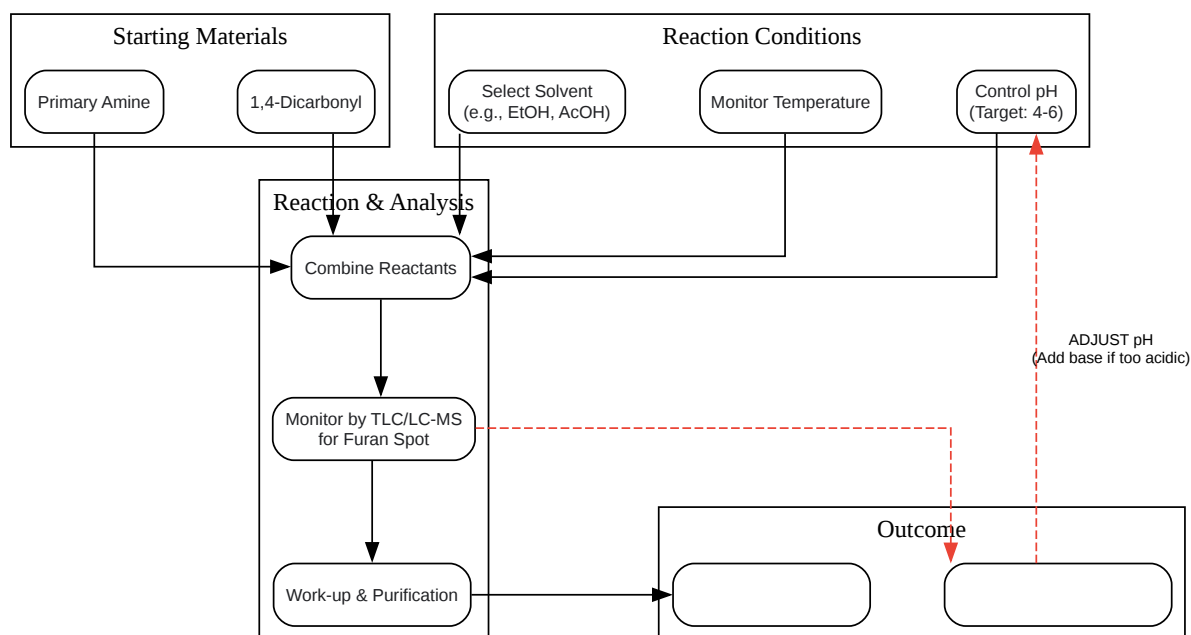 Starting Materials
Reaction Conditions
Primary Amine
1,4-Dicarbonyl
Select Solvent
(e.g., EtOH, AcOH)
Monitor Temperature
Control pH
(Target: 4-6)
Reaction & Analysis
Combine Reactants
ADJUST pH
(Add base if too acidic)
Monitor by TLC/LC-MS
for Furan Spot
Outcome
Work-up & Purification